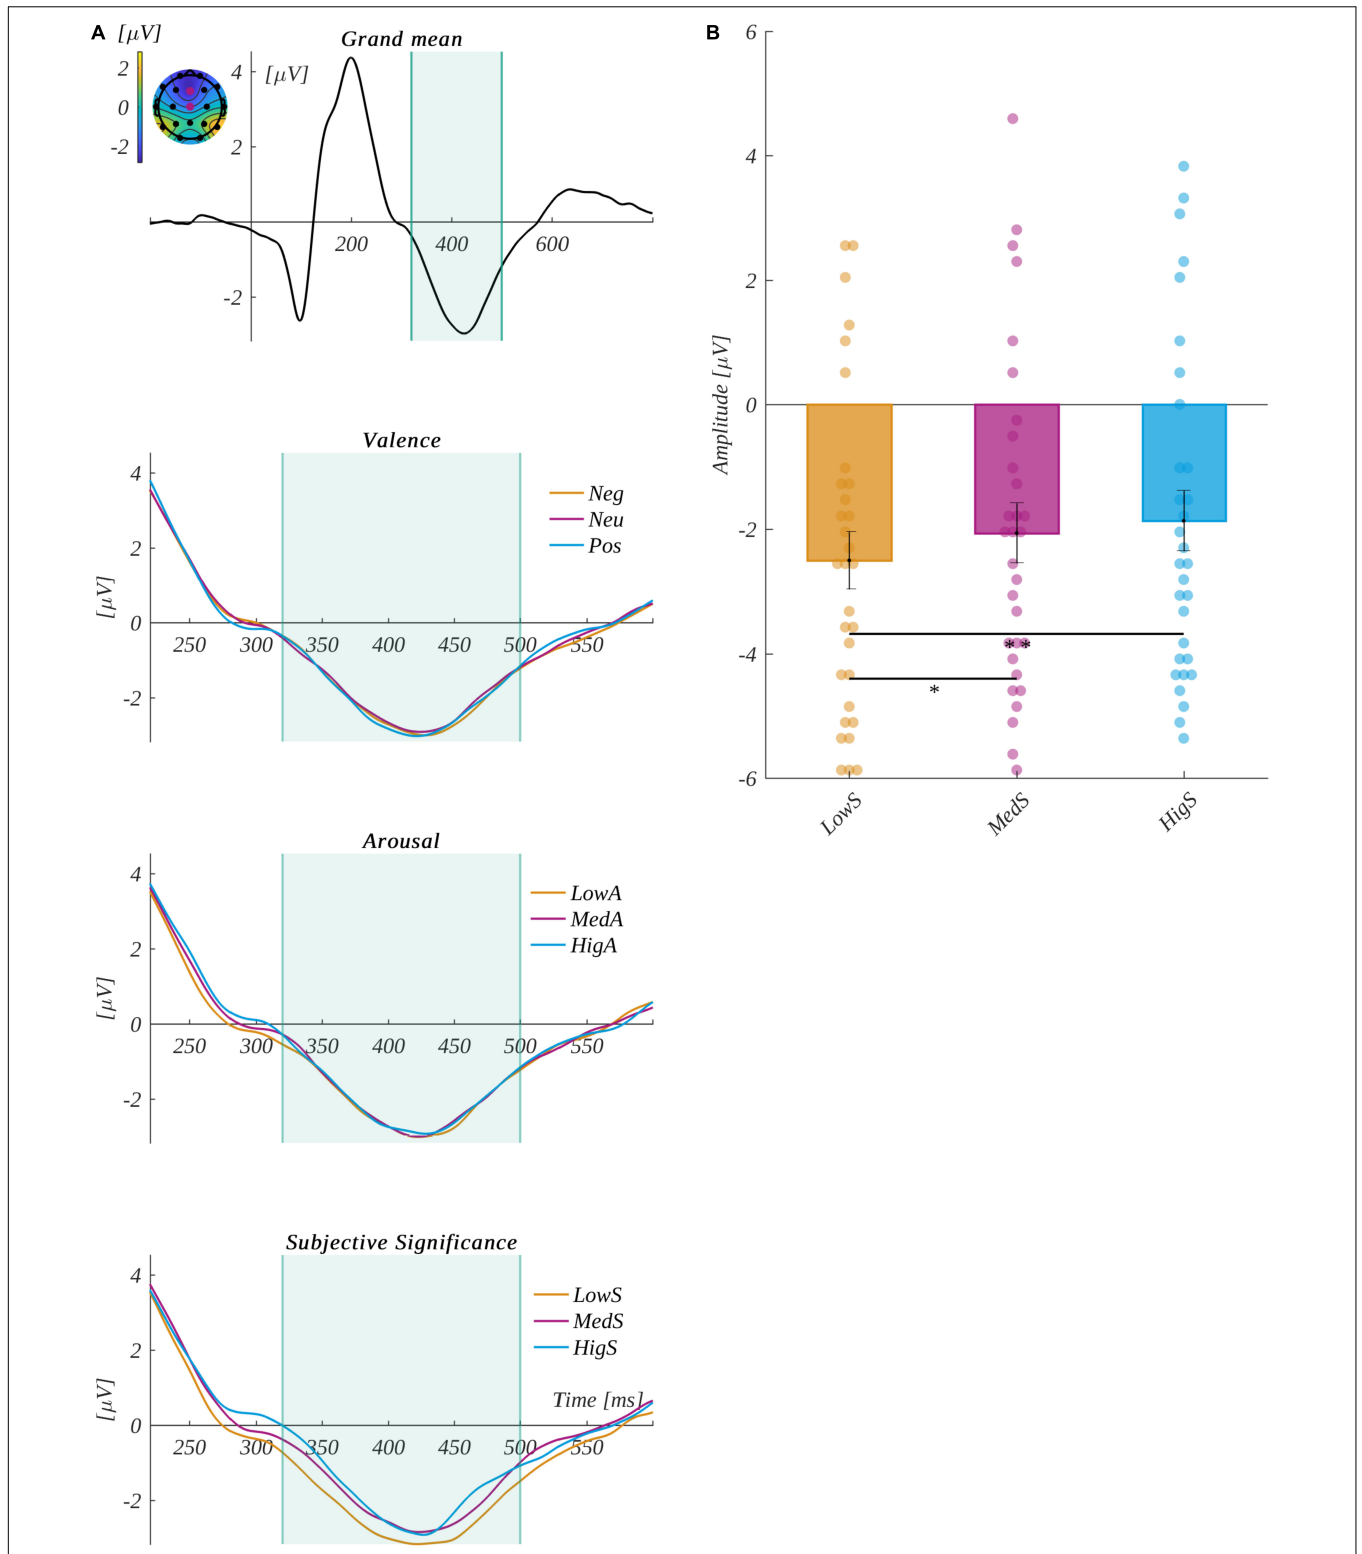 A
[μV]
2
0
-2
Grand mean
[μV]
4
2
-2
200
400
600
Valence
[μV]
4
2
0
-2
250
300
350
400
450
500
550
Neg
Neu
Pos
Arousal
[μV]
4
2
0
-2
250
300
350
400
450
500
550
LowA
MedA
HigA
Subjective Significance
[μV]
4
2
0
-2
250
300
350
400
450
500
550
LowS
MedS
HigS
Time [ms]
B
Amplitude [μV]
6
4
2
0
-2
-4
-6
* *
*
LowS
MedS
HigS